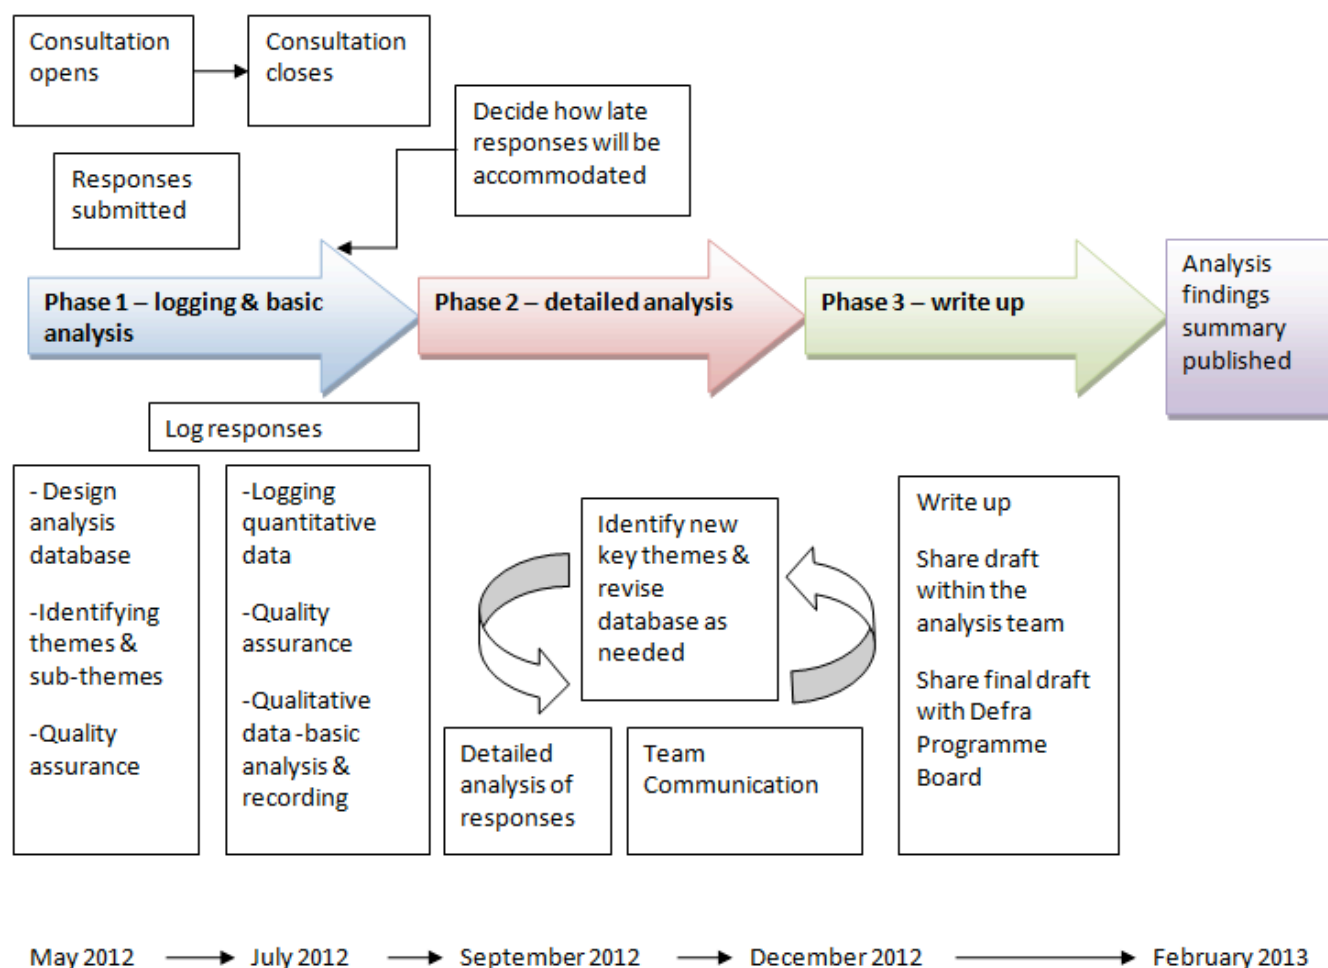 Consultation
opens
Consultation
closes
Decide how late
responses will be
accommodated
Responses
submitted
Phase 1 – logging & basic
analysis
Phase 2 – detailed analysis
Phase 3 – write up
Analysis
findings
summary
published
Log responses
- Design
analysis
database
-Identifying
themes &
sub-themes
-Quality
assurance
-Logging
quantitative
data
-Quality
assurance
-Qualitative
data -basic
analysis &
recording
Identify new
key themes &
revise
database as
needed
Detailed
analysis of
responses
Team
Communication
Write up
Share draft
within the
analysis team
Share final draft
with Defra
Programme
Board
May 2012
July 2012
September 2012
December 2012
February 2013